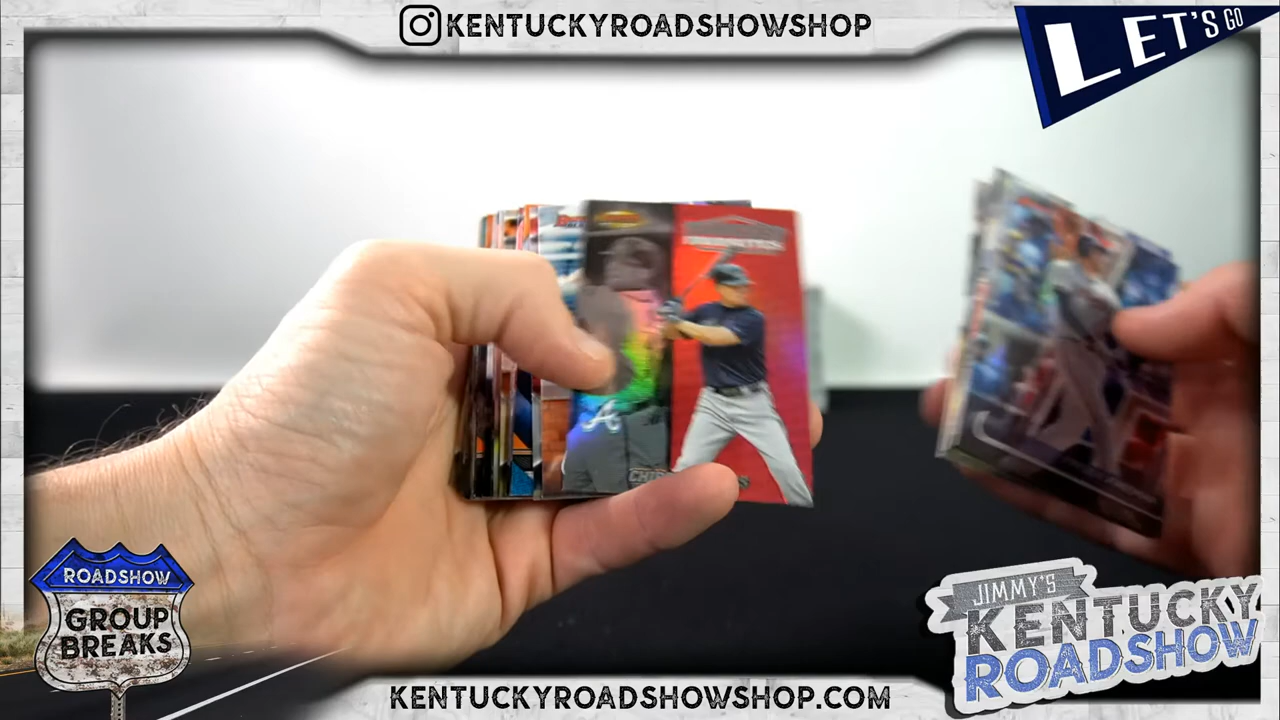 KENTUCKYROADSHOWSHOP
LET'S GO
ROADSHOW
GROUP
BREAKS
JIMMY'S
KENTUCKY
ROADSHOW
KENTUCKYROADSHOWSHOP.COM